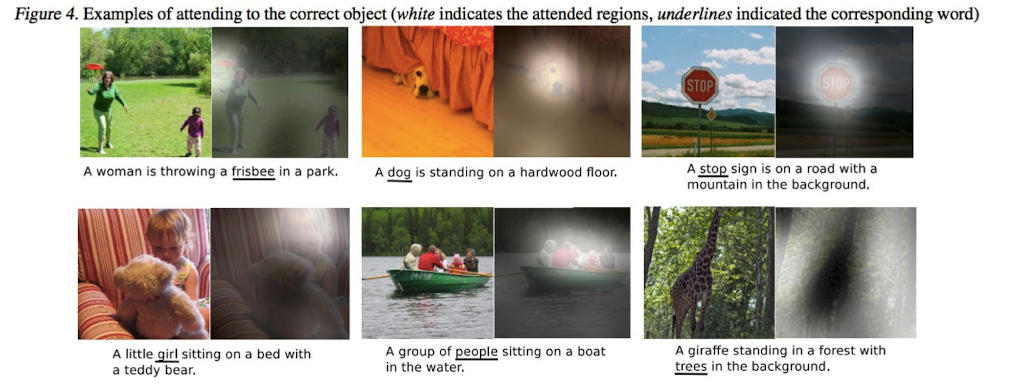 Figure 4. Examples of attending to the correct object (white indicates the attended regions, underlines indicated the corresponding word)
STOP
STOP
A woman is throwing a frisbee in a park.
A dog is standing on a hardwood floor.
A stop sign is on a road with a
mountain in the background.
A little girl sitting on a bed with
a teddy bear.
A group of people sitting on a boat
in the water.
A giraffe standing in a forest with
trees in the background.